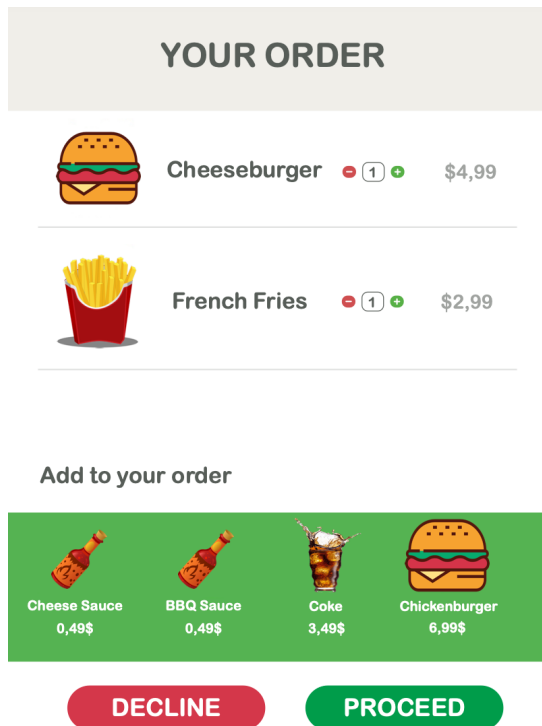 YOUR ORDER
Cheeseburger 1 $4,99
French Fries 1 $2,99
Add to your order
Cheese Sauce BBQ Sauce Coke Chickenburger
0,49$ 0,49$ 3,49$ 6,99$
DECLINE PROCEED